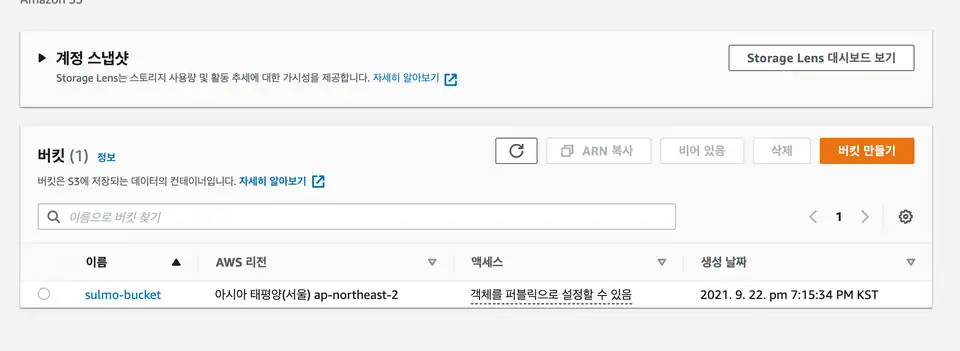 Amazon S3
계정 스냅샷
Storage Lens 대시보드 보기
Storage Lens는 스토리지 사용량 및 활동 추세에 대한 가시성을 제공합니다. 자세히 알아보기
버킷 (1) 정보
ARN 복사 비어 있음 삭제 버킷 만들기
버킷은 S3에 저장되는 데이터의 컨테이너입니다. 자세히 알아보기
이름으로 버킷 찾기
1
이름 AWS 리전 액세스 생성 날짜
sulmo-bucket 아시아 태평양(서울) ap-northeast-2 객체를 퍼블릭으로 설정할 수 있음 2021. 9. 22. pm 7:15:34 PM KST